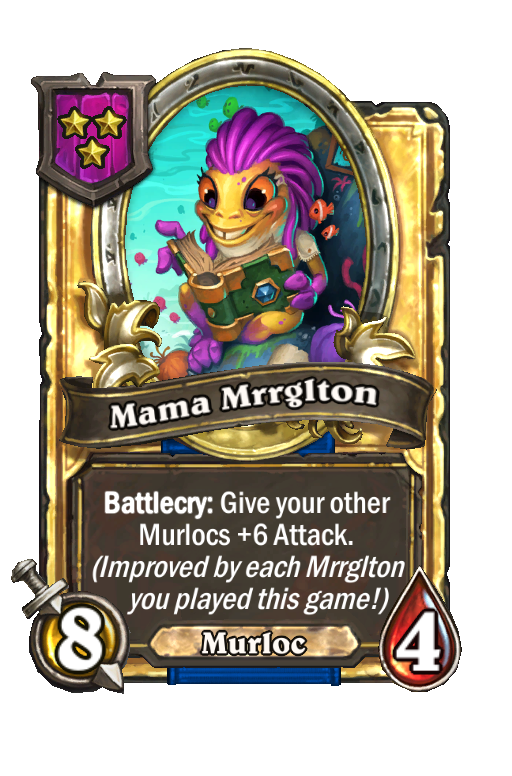 Mama Mrrglton
Battlecry: Give your other
Murlocs +6 Attack.
(Improved by each Mrrglton
you played this game!)
8
Murloc
4